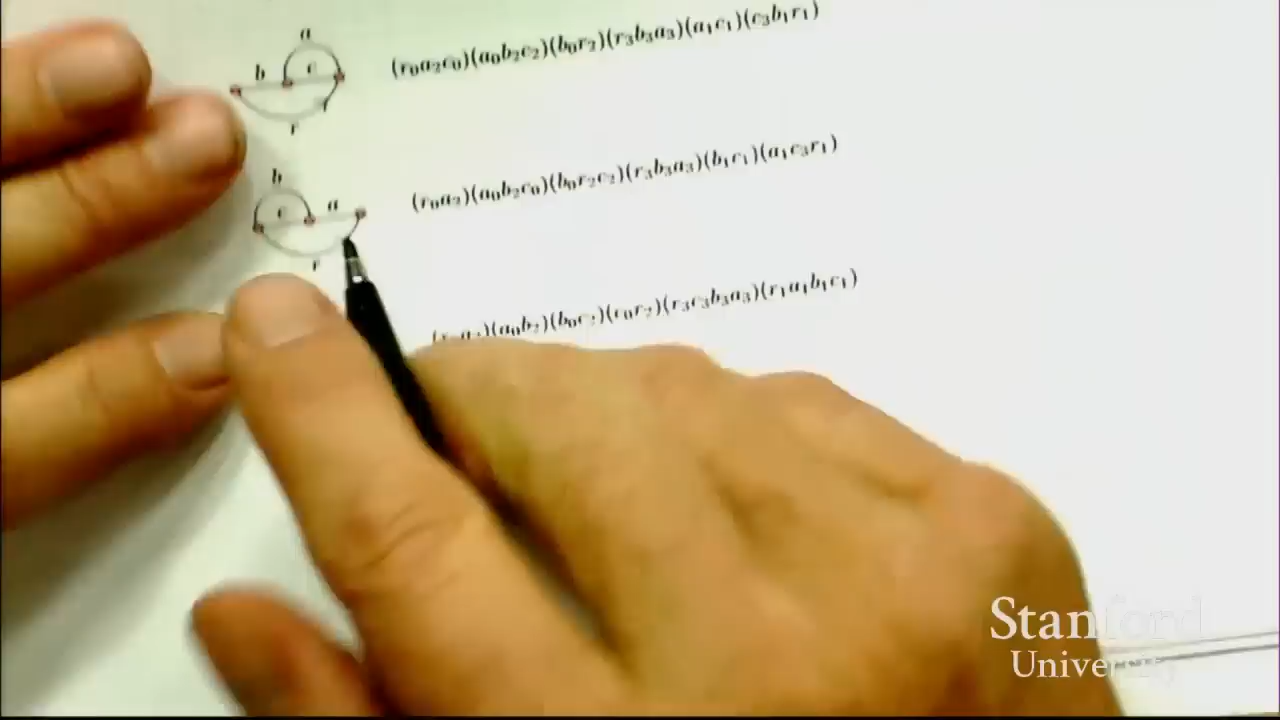 a
b c
r
(r₀a₂c₀)(a₀b₂c₂)(b₀r₂)(r₃b₃a₃)(a₁c₁)(c₃b₁r₁)
b
c a
r
(r₀a₂)(a₀b₂c₀)(b₀r₂c₂)(r₃b₃a₃)(b₁c₁)(a₁c₃r₁)
(r₀a₂)(a₀b₂)(b₀c₂)(c₀r₂)(r₃c₃b₃a₃)(r₁a₁b₁c₁)
Stanford
University